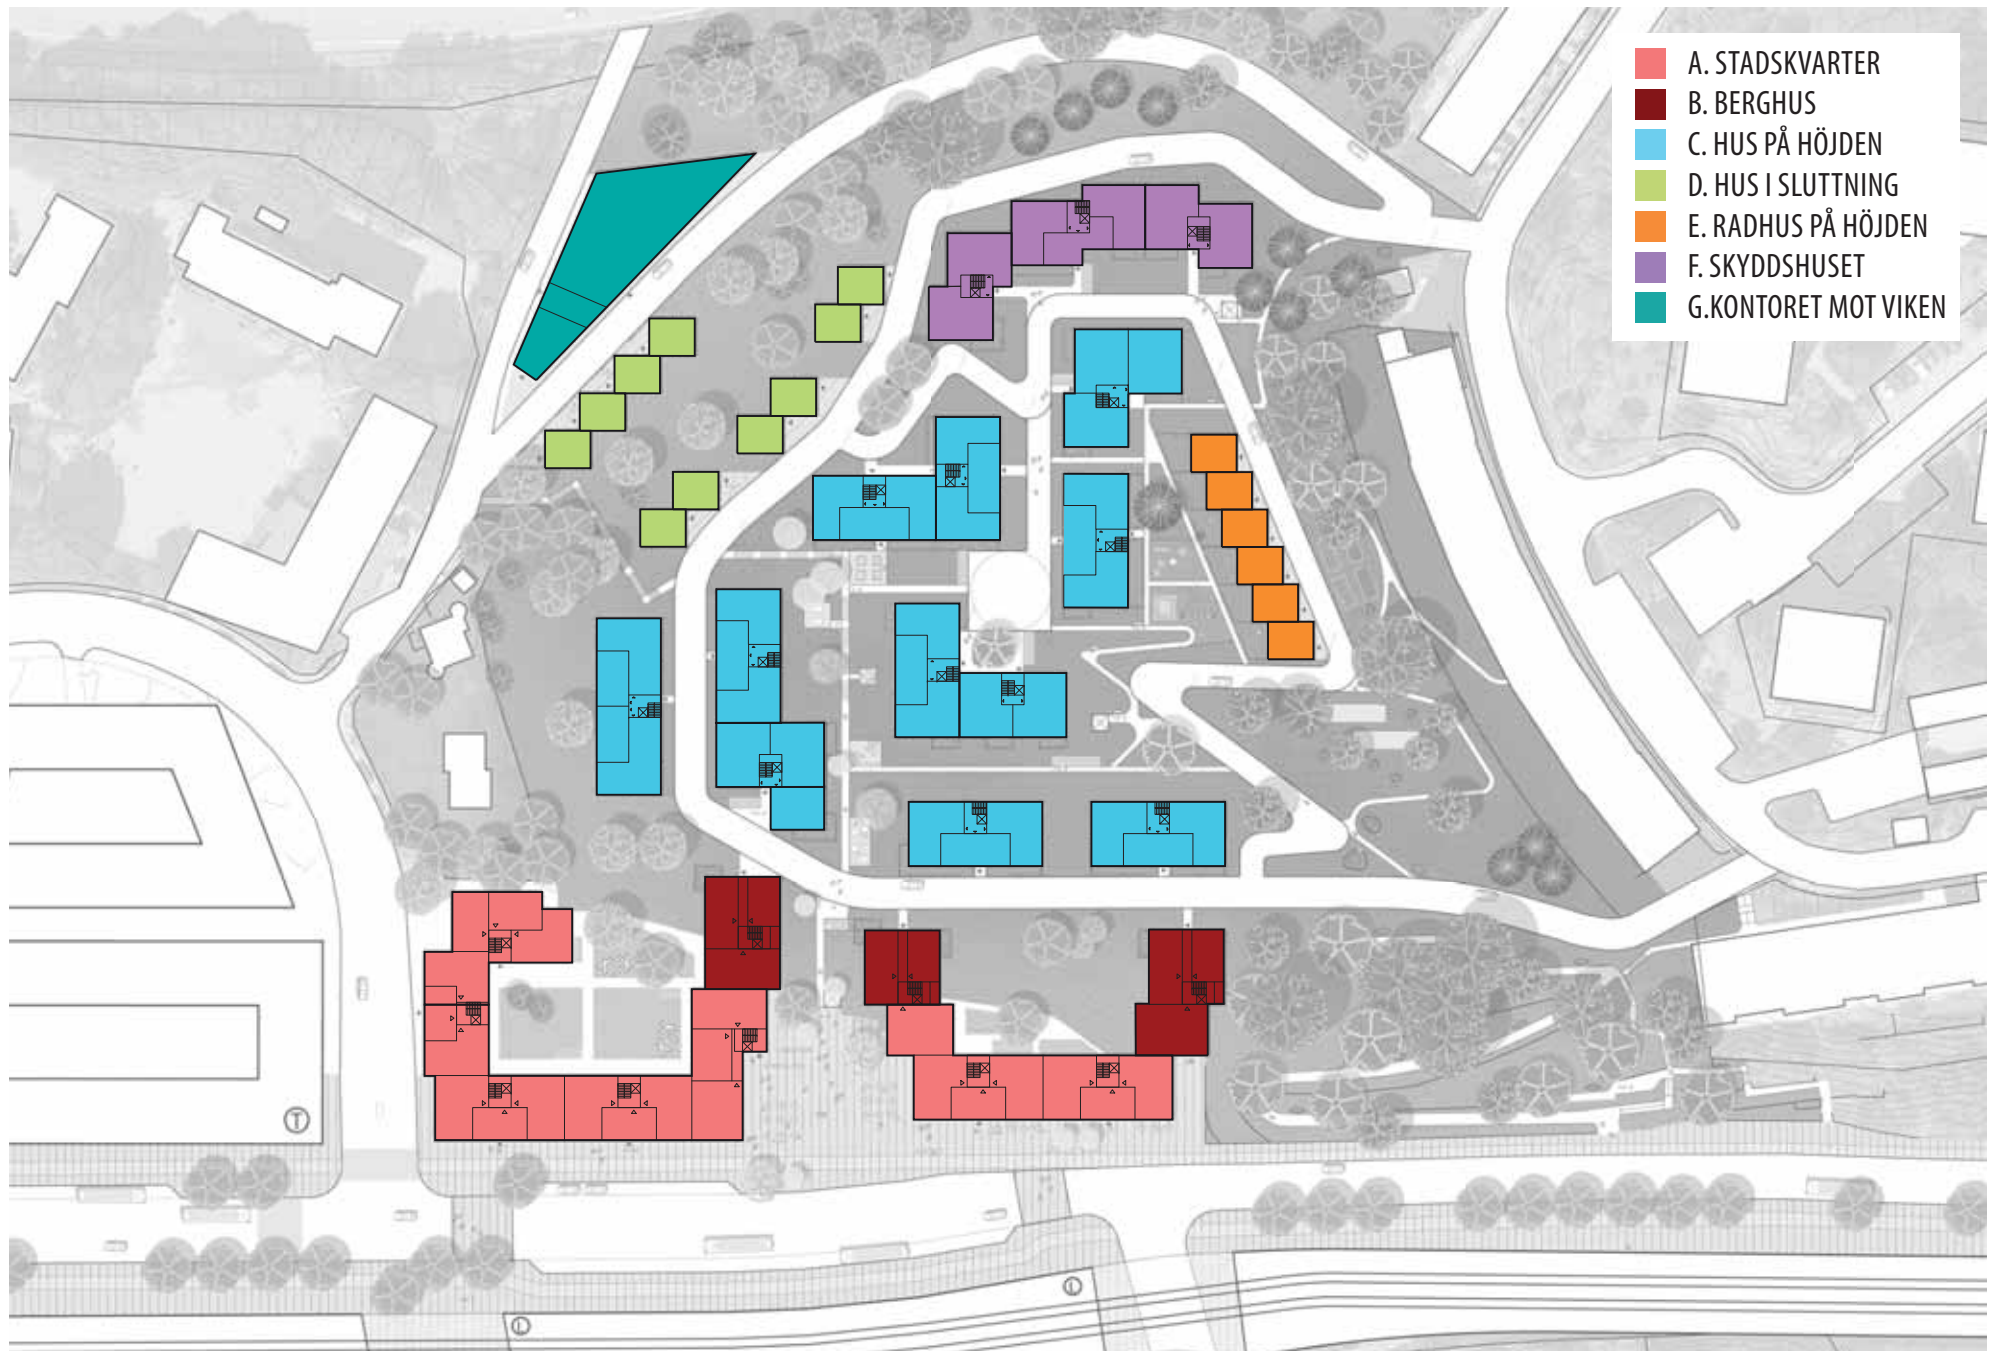 A. STADSKVARTER
B. BERGHUS
C. HUS PÅ HÖJDEN
D. HUS I SLUTTNING
E. RADHUS PÅ HÖJDEN
F. SKYDDSHUSET
G.KONTORET MOT VIKEN
T
L
L